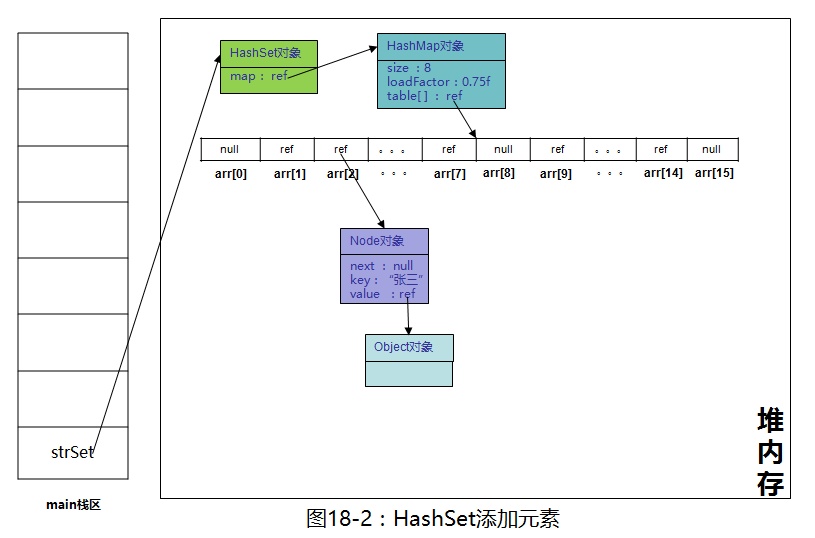 HashSet对象
map : ref
HashMap对象
size : 8
loadFactor : 0.75f
table[ ] : ref
null ref ref 。。。 ref null ref 。。。 ref null
arr[0] arr[1] arr[2] 。。。 arr[7] arr[8] arr[9] 。。。 arr[14] arr[15]
Node对象
next : null
key : “张三”
value : ref
Object对象
strSet
main栈区
堆内存
图18-2：HashSet添加元素